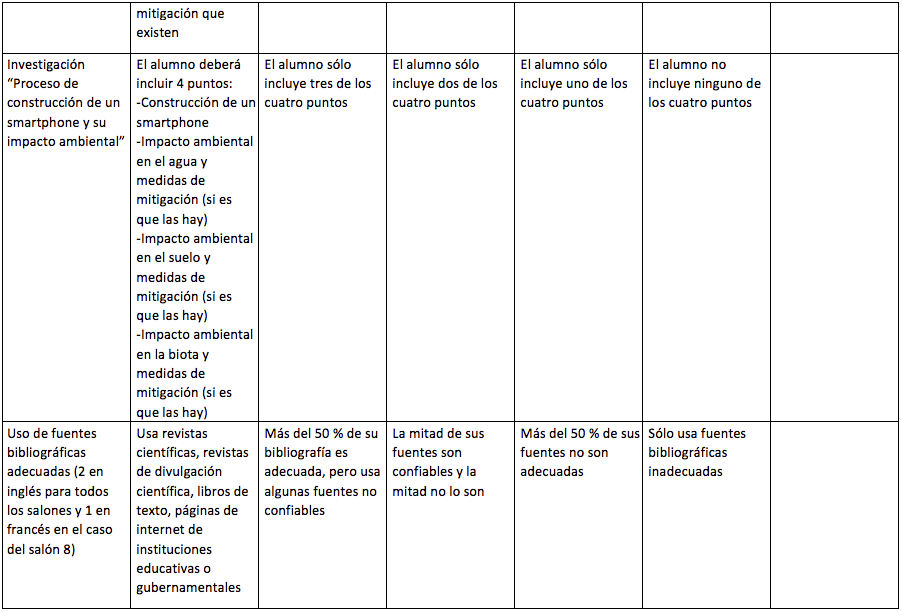 mitigación que
existen
Investigación
“Proceso de
construcción de un
smartphone y su
impacto ambiental”
El alumno deberá
incluir 4 puntos:
-Construcción de un
smartphone
-Impacto ambiental
en el agua y
medidas de
mitigación (si es
que las hay)
-Impacto ambiental
en el suelo y
medidas de
mitigación (si es
que las hay)
-Impacto ambiental
en la biota y
medidas de
mitigación (si es
que las hay)
El alumno sólo
incluye tres de los
cuatro puntos
El alumno sólo
incluye dos de los
cuatro puntos
El alumno sólo
incluye uno de los
cuatro puntos
El alumno no
incluye ninguno de
los cuatro puntos
Uso de fuentes
bibliográficas
adecuadas (2 en
inglés para todos
los salones y 1 en
francés en el caso
del salón 8)
Usa revistas
científicas, revistas
de divulgación
científica, libros de
texto, páginas de
internet de
instituciones
educativas o
gubernamentales
Más del 50 % de su
bibliografía es
adecuada, pero usa
algunas fuentes no
confiables
La mitad de sus
fuentes son
confiables y la
mitad no lo son
Más del 50 % de sus
fuentes no son
adecuadas
Sólo usa fuentes
bibliográficas
inadecuadas